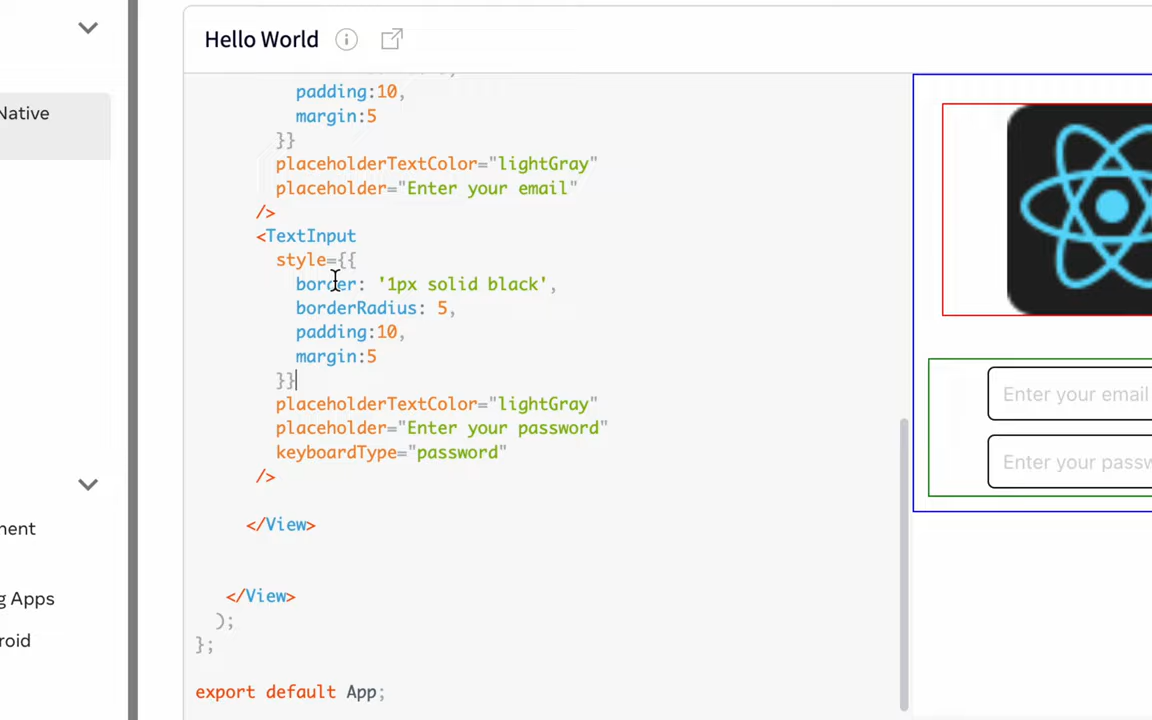 Hello World
Native
padding:10,
margin:5
}}
placeholderTextColor="lightGray"
placeholder="Enter your email"
/>
<TextInput
style={{
border: '1px solid black',
borderRadius: 5,
padding:10,
margin:5
}}
placeholderTextColor="lightGray"
placeholder="Enter your password"
keyboardType="password"
/>
</View>
</View>
);
};
export default App;
Enter your email
Enter your passw
nent
g Apps
roid